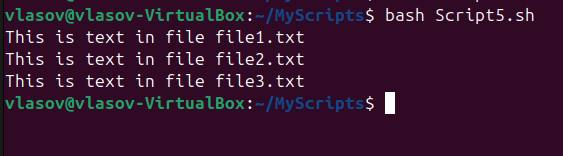 vlasov@vlasov-VirtualBox:~/MyScripts$ bash Script5.sh
This is text in file file1.txt
This is text in file file2.txt
This is text in file file3.txt
vlasov@vlasov-VirtualBox:~/MyScripts$